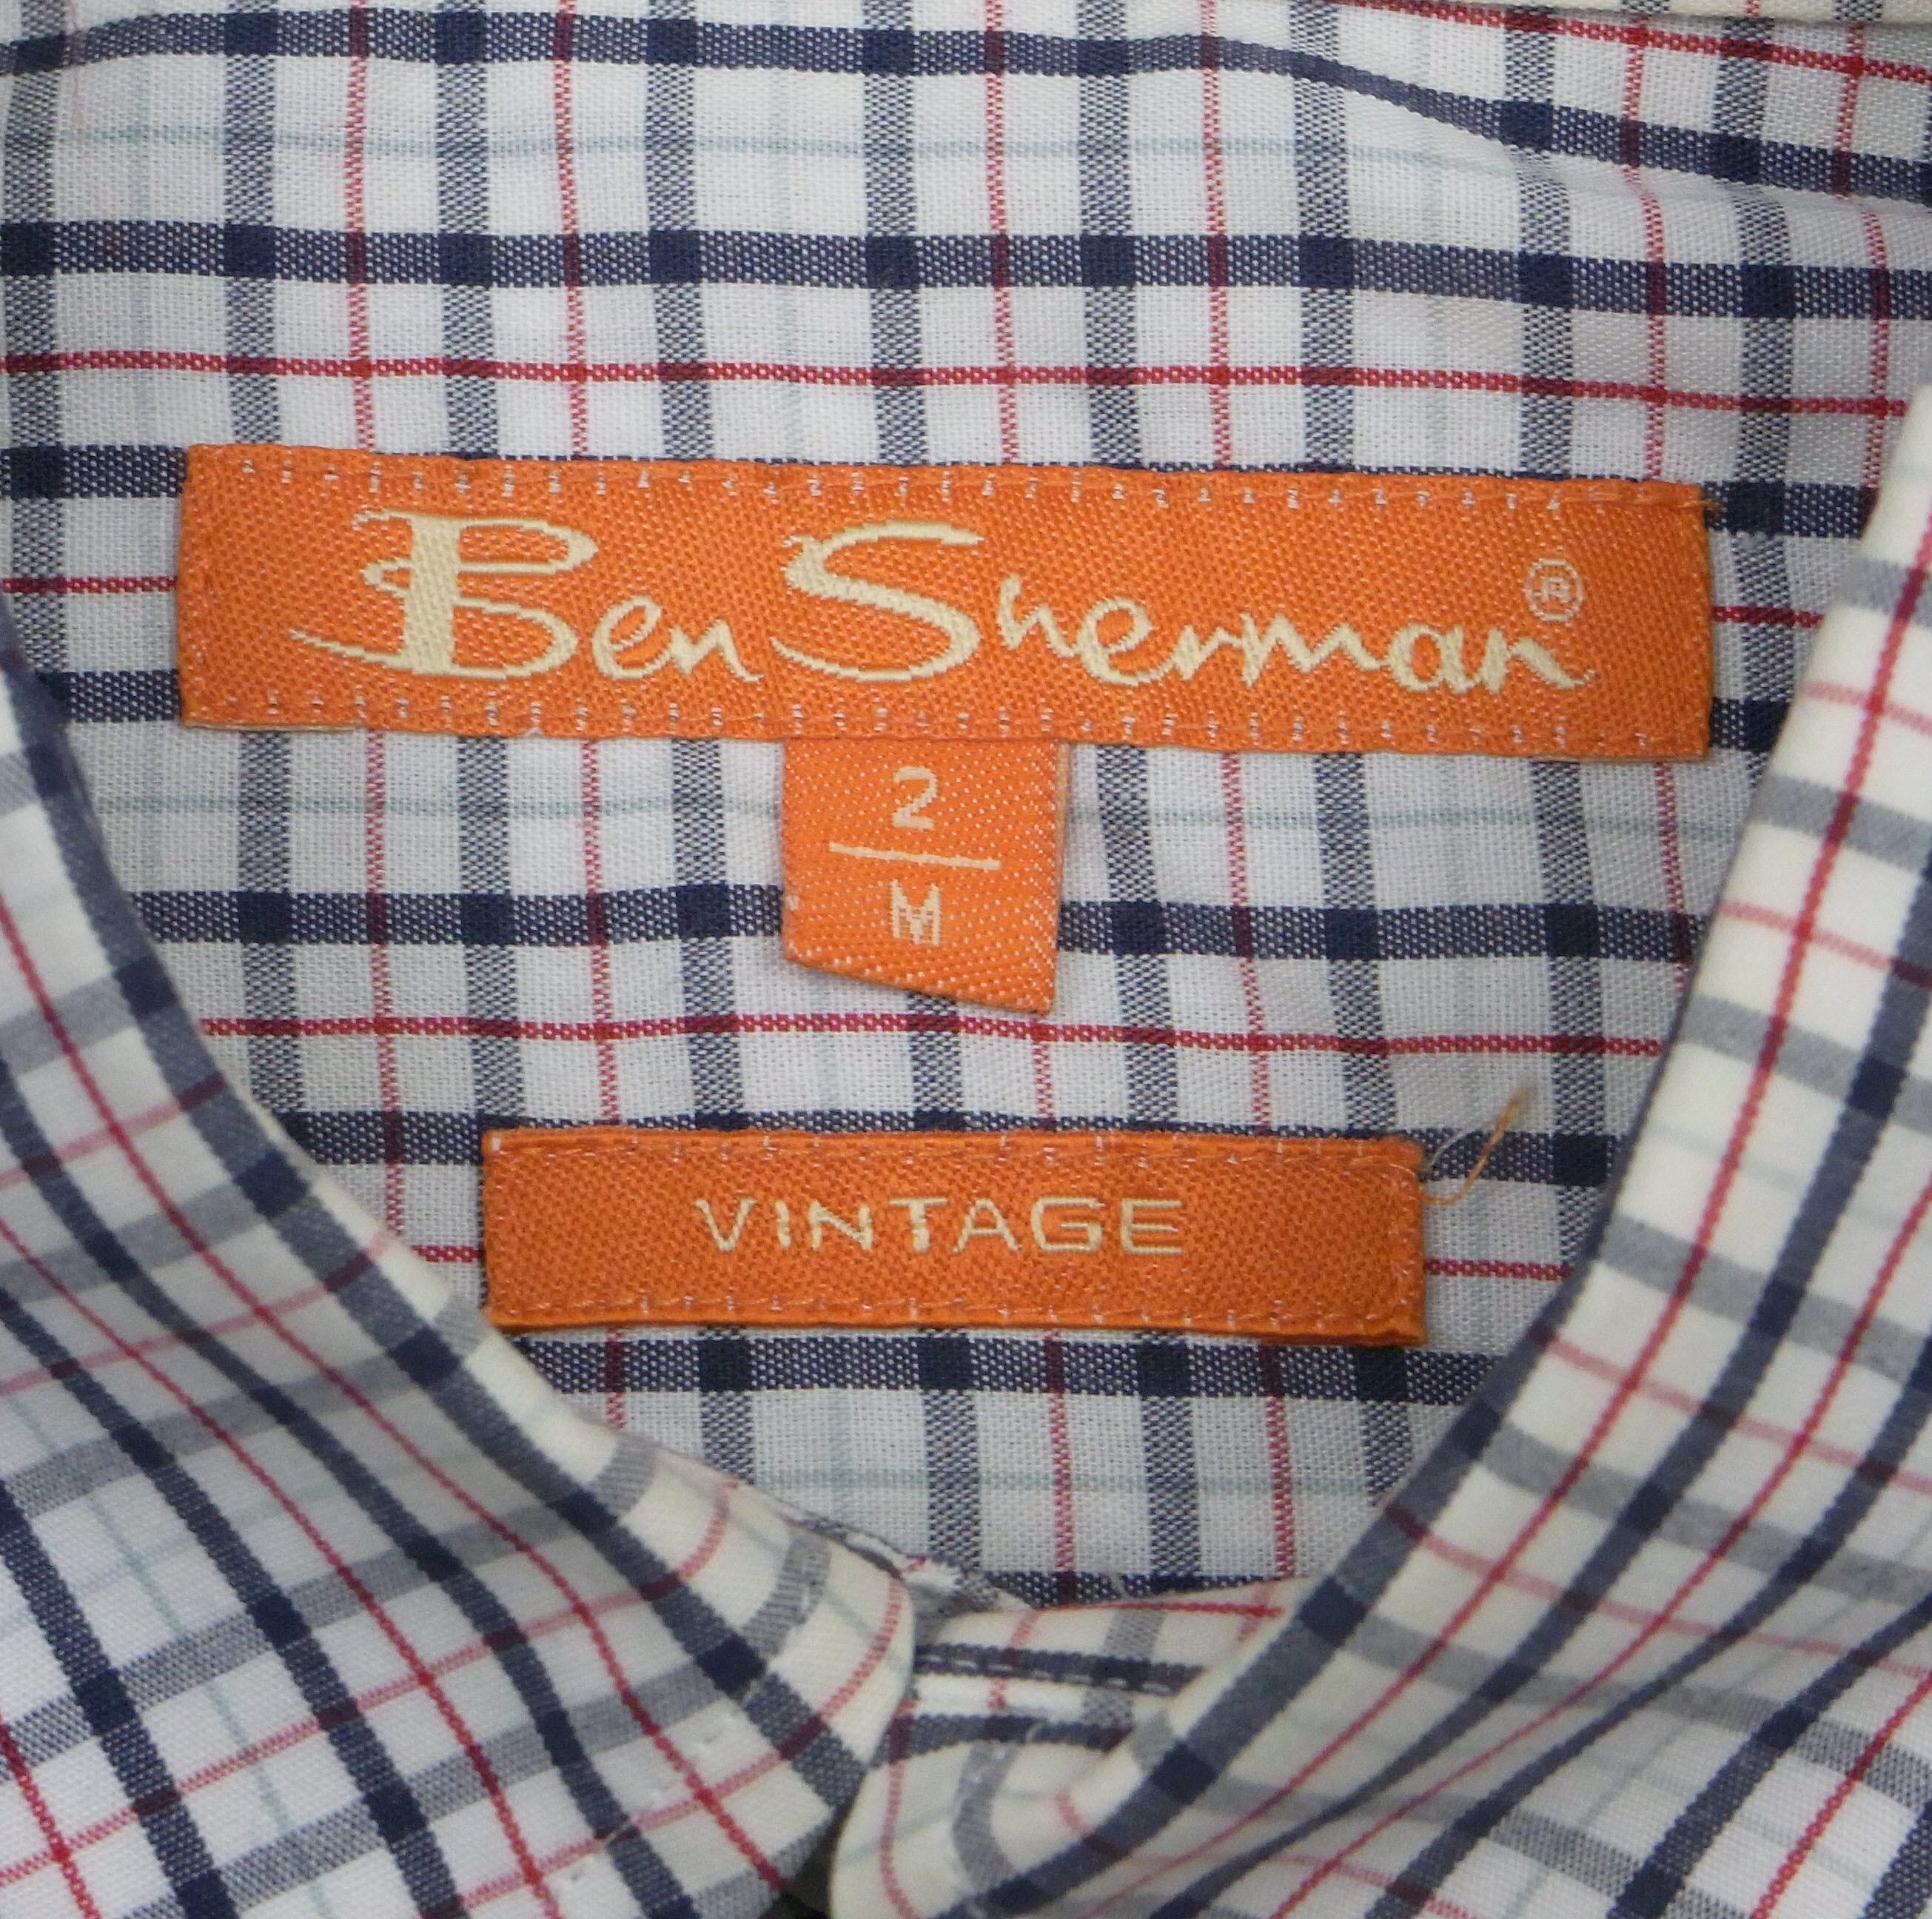 Ben Sherman®
2
M
VINTAGE